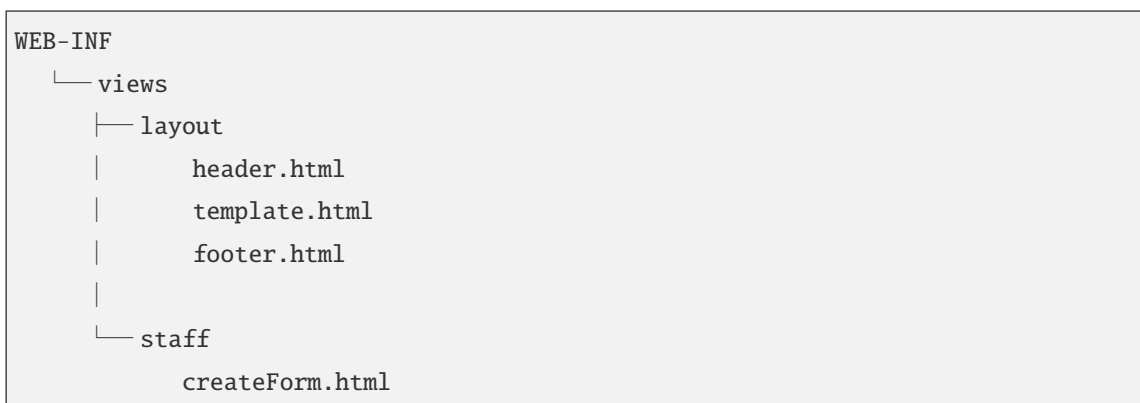 WEB-INF
└── views
├── layout
│ header.html
│ template.html
│ footer.html
│
└── staff
createForm.html